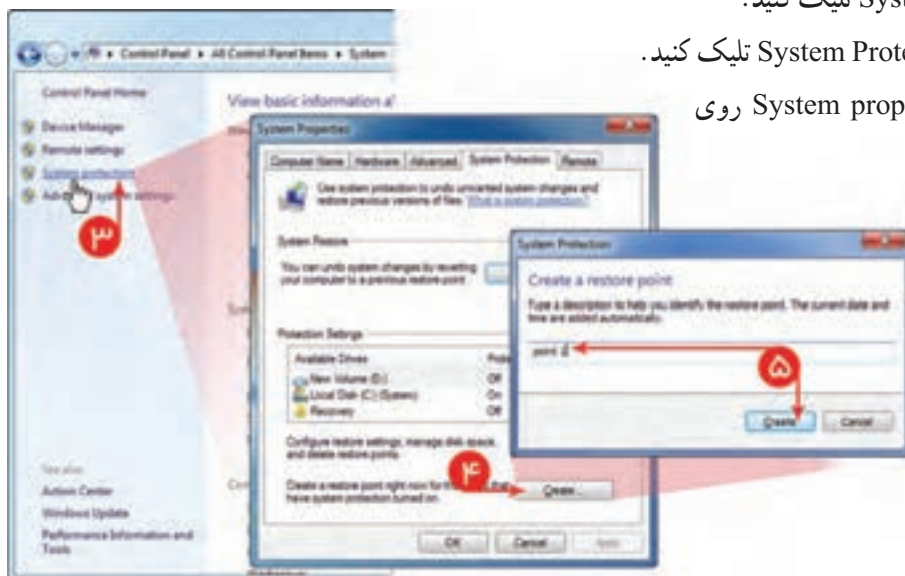 تلیک کنید.
System تلیک کنید.
System Prote
System prop روی
Control Panel ▸ All Control Panel Items ▸ System
Control Panel Home
Device Manager
Remote settings
System protection
system settings
۳
View basic information a
See also
Action Center
Windows Update
Performance Information and
Tools
System Properties
Computer Name
Hardware
Advanced
System Protection
Remote
Use system protection to undo unwanted system changes and
restore previous versions of files. What is system protection?
System Restore
You can undo system changes by reverting
your computer to a previous restore point.
Protection Settings
Available Drives
New Volume (D:) Off
Local Disk (C:) (System) On
Recovery Off
Configure restore settings, manage disk space,
and delete restore points.
Create a restore point right now for the
have system protection turned on.
۴
Create...
OK
Cancel
Apply
System Protection
Create a restore point
Type a description to help you identify the restore point. The current date and
time are added automatically.
point
۵
Create
Cancel